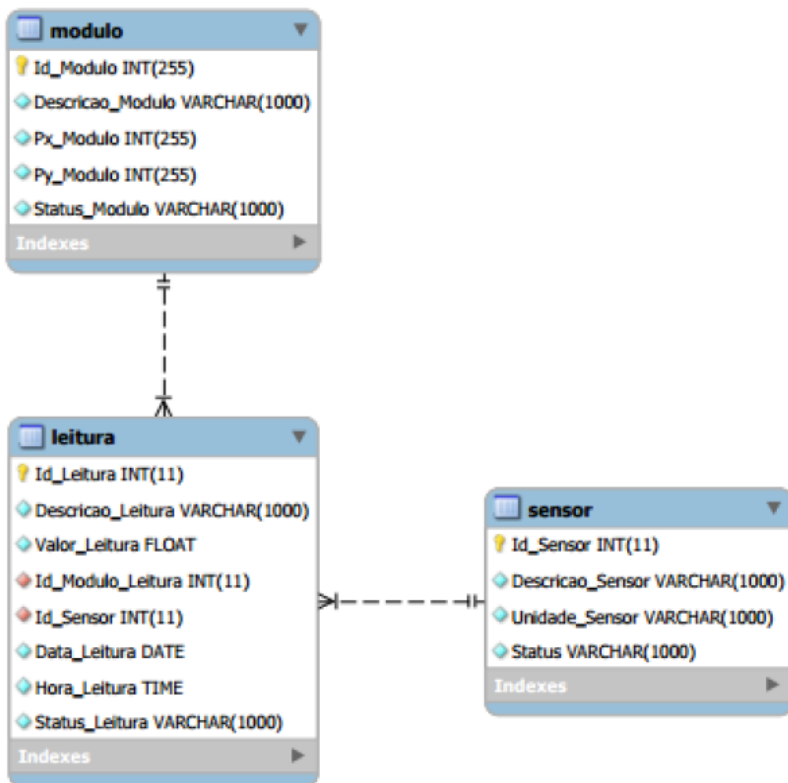 modulo
Id_Modulo INT(255)
Descricao_Modulo VARCHAR(1000)
Px_Modulo INT(255)
Py_Modulo INT(255)
Status_Modulo VARCHAR(1000)
Indexes
leitura
Id_Leitura INT(11)
Descricao_Leitura VARCHAR(1000)
Valor_Leitura FLOAT
Id_Modulo_Leitura INT(11)
Id_Sensor INT(11)
Data_Leitura DATE
Hora_Leitura TIME
Status_Leitura VARCHAR(1000)
Indexes
sensor
Id_Sensor INT(11)
Descricao_Sensor VARCHAR(1000)
Unidade_Sensor VARCHAR(1000)
Status VARCHAR(1000)
Indexes